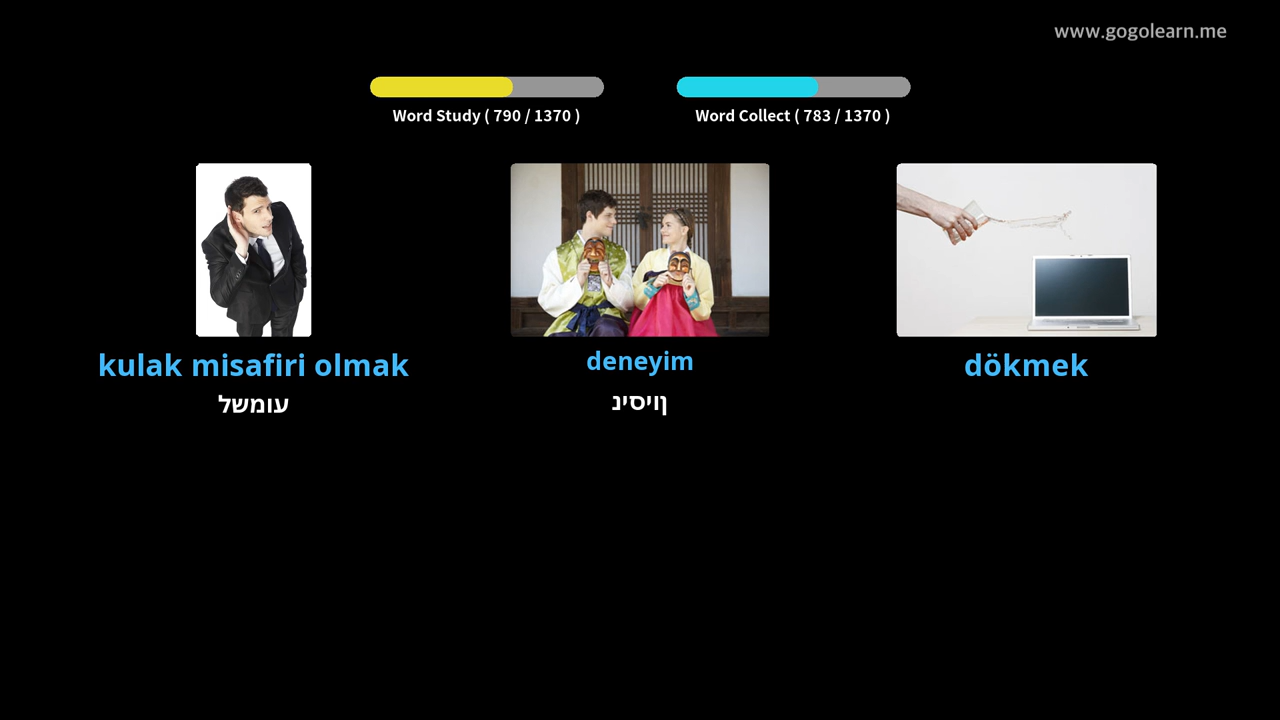 www.gogolearn.me
Word Study ( 790 / 1370 )
Word Collect ( 783 / 1370 )
kulak misafiri olmak
עומשל
deneyim
ןויסינ
dökmek